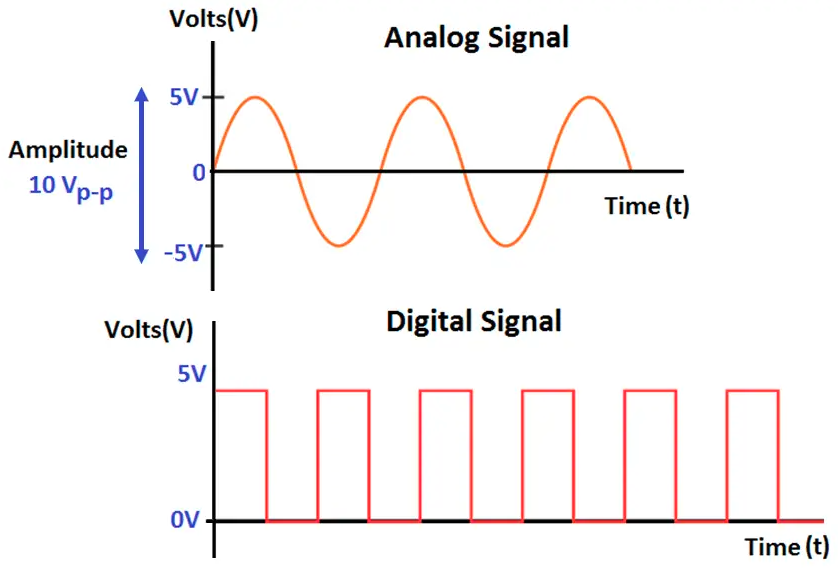 Volts(V)
Analog Signal
5V
Amplitude
10 Vp-p
0
Time (t)
-5V
Volts(V)
Digital Signal
5V
0V
Time (t)